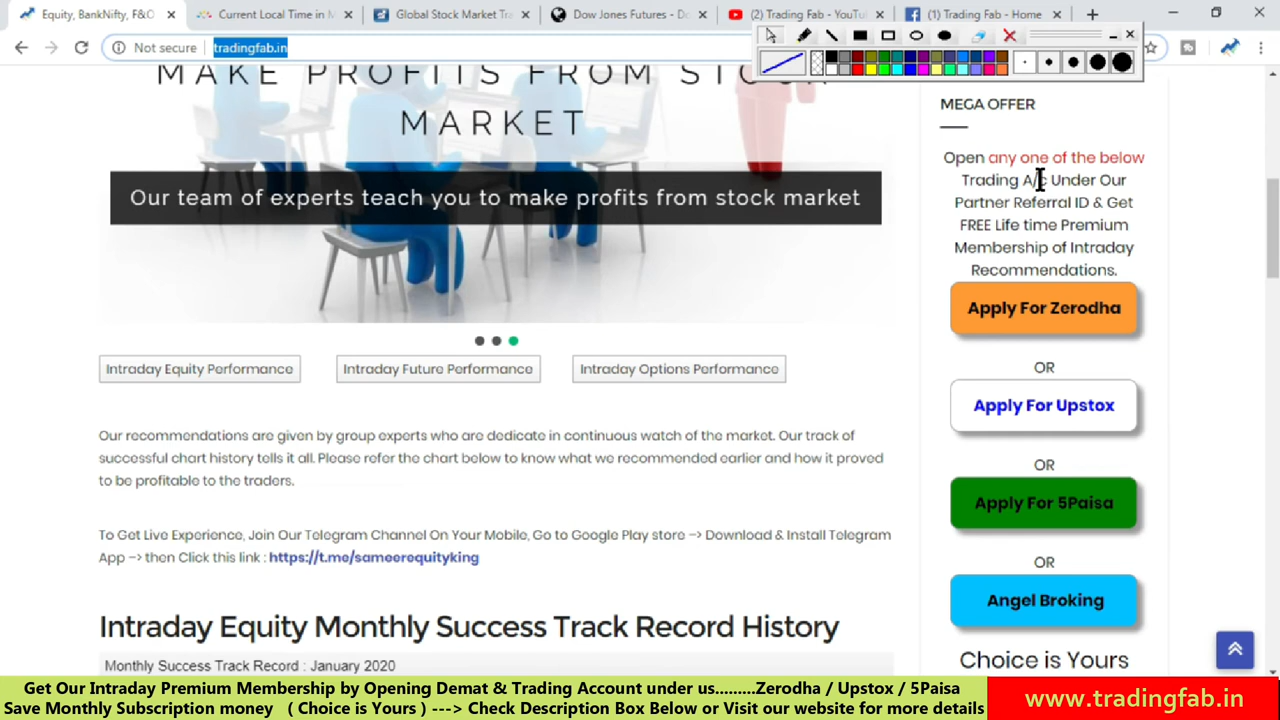 Equity, BankNifty, F&O
Current Local Time in M
Global Stock Market Tra
Dow Jones Futures - Do
(2) Trading Fab - YouTu
(1) Trading Fab - Home
Not secure
tradingfab.in
MAKE PROFITS FROM STOCK
MARKET
Our team of experts teach you to make profits from stock market
Intraday Equity Performance
Intraday Future Performance
Intraday Options Performance
Our recommendations are given by group experts who are dedicate in continuous watch of the market. Our track of
successful chart history tells it all. Please refer the chart below to know what we recommended earlier and how it proved
to be profitable to the traders.
To Get Live Experience, Join Our Telegram Channel On Your Mobile, Go to Google Play store -> Download & Install Telegram
App -> then Click this link : https://t.me/sameerequityking
Intraday Equity Monthly Success Track Record History
Monthly Success Track Record : January 2020
MEGA OFFER
Open any one of the below
Trading A/c Under Our
Partner Referral ID & Get
FREE Life time Premium
Membership of Intraday
Recommendations.
Apply For Zerodha
OR
Apply For Upstox
OR
Apply For 5Paisa
OR
Angel Broking
Choice is Yours
Get Our Intraday Premium Membership by Opening Demat & Trading Account under us.........Zerodha / Upstox / 5Paisa
Save Monthly Subscription money ( Choice is Yours ) ---> Check Description Box Below or Visit our website for more details
www.tradingfab.in